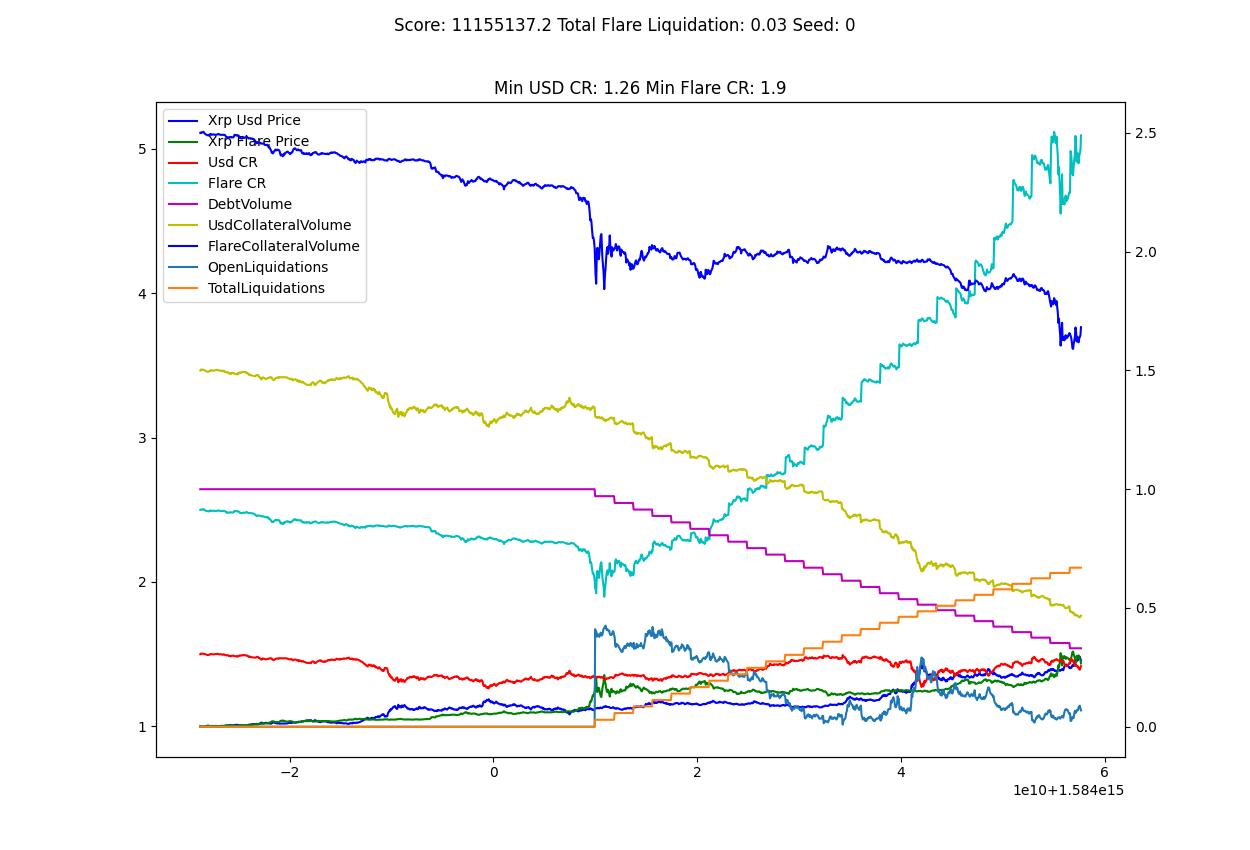 Score: 11155137.2 Total Flare Liquidation: 0.03 Seed: 0
Min USD CR: 1.26 Min Flare CR: 1.9
Xrp Usd Price
Xrp Flare Price
Usd CR
Flare CR
DebtVolume
UsdCollateralVolume
FlareCollateralVolume
OpenLiquidations
TotalLiquidations
5
4
3
2
1
2.5
2.0
1.5
1.0
0.5
0.0
−2
0
2
4
6
1e10+1.584e15